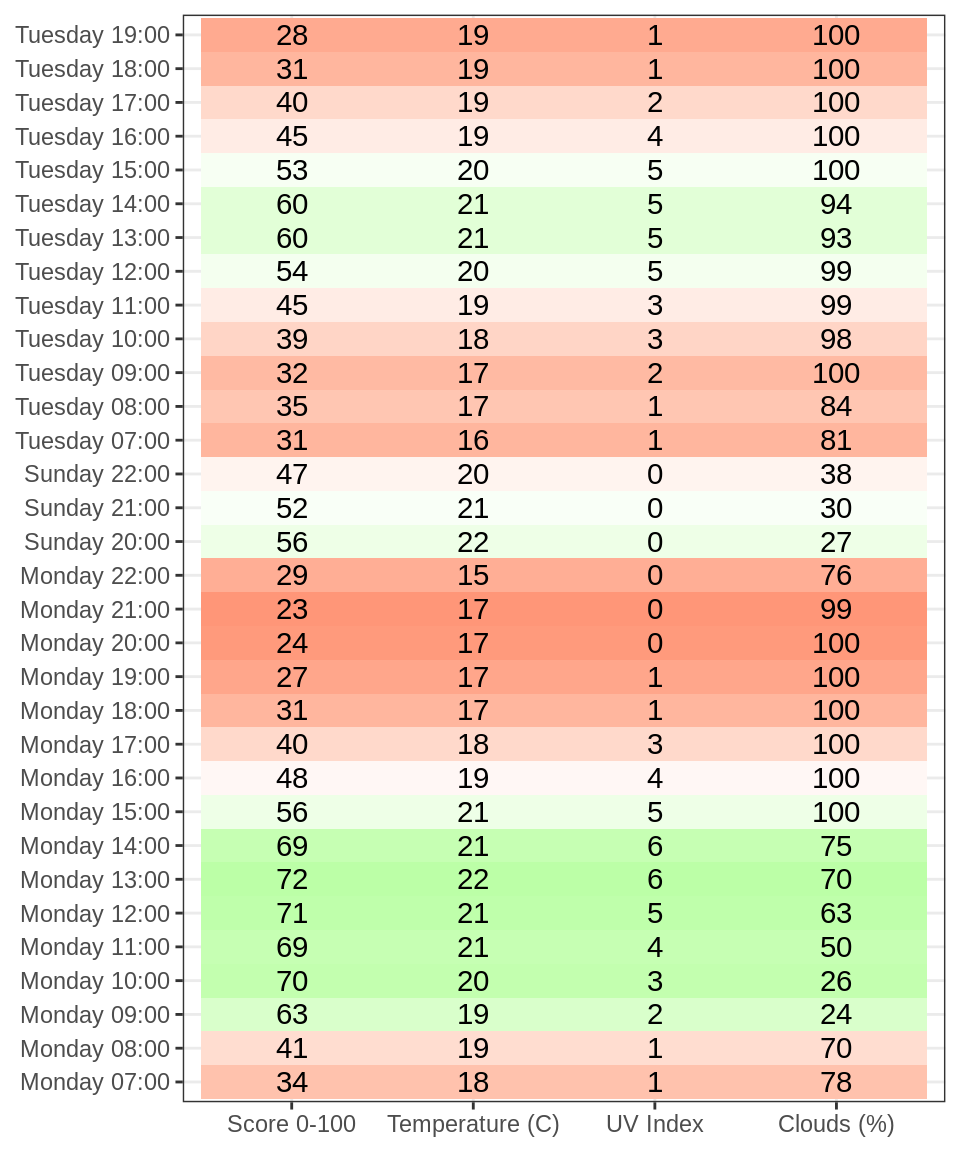 Tuesday 19:00 28 19 1 100
Tuesday 18:00 31 19 1 100
Tuesday 17:00 40 19 2 100
Tuesday 16:00 45 19 4 100
Tuesday 15:00 53 20 5 100
Tuesday 14:00 60 21 5 94
Tuesday 13:00 60 21 5 93
Tuesday 12:00 54 20 5 99
Tuesday 11:00 45 19 3 99
Tuesday 10:00 39 18 3 98
Tuesday 09:00 32 17 2 100
Tuesday 08:00 35 17 1 84
Tuesday 07:00 31 16 1 81
Sunday 22:00 47 20 0 38
Sunday 21:00 52 21 0 30
Sunday 20:00 56 22 0 27
Monday 22:00 29 15 0 76
Monday 21:00 23 17 0 99
Monday 20:00 24 17 0 100
Monday 19:00 27 17 1 100
Monday 18:00 31 17 1 100
Monday 17:00 40 18 3 100
Monday 16:00 48 19 4 100
Monday 15:00 56 21 5 100
Monday 14:00 69 21 6 75
Monday 13:00 72 22 6 70
Monday 12:00 71 21 5 63
Monday 11:00 69 21 4 50
Monday 10:00 70 20 3 26
Monday 09:00 63 19 2 24
Monday 08:00 41 19 1 70
Monday 07:00 34 18 1 78
Score 0-100 Temperature (C) UV Index Clouds (%)